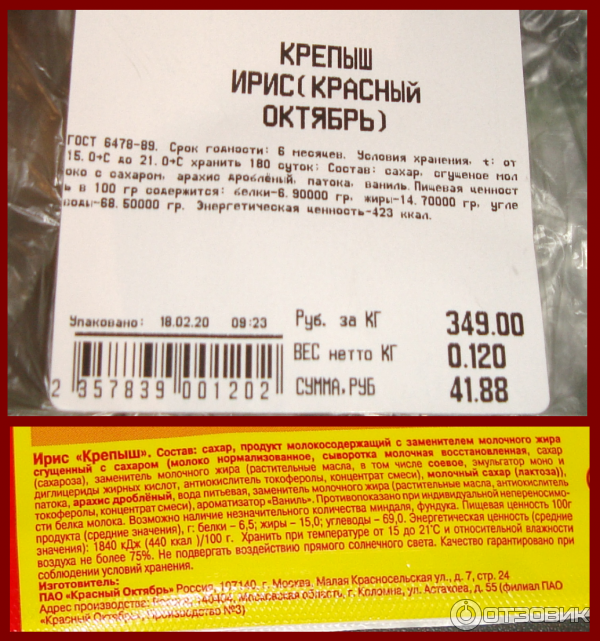 КРЕПЫШ
ИРИС(КРАСНЫЙ
ОКТЯБРЬ)
ГОСТ 6478-89. Срок годности: 6 месяцев. Условия хранения, t: от
15.0→C до 21.0→C хранить 180 суток: Состав: сахар, сгущеное мол
око с сахаром, арахис дроблёный, патока, ваниль.Пищевая ценност
ь в 100 гр содержится: белки-6.90000 гр, жиры-14.70000 гр, угле
воды-68.50000 гр. Энергетическая ценность-423 ккал.
Упаковано: 18.02.20 09:23
Руб. за КГ 349.00
ВЕС нетто КГ 0.120
СУММА,РУБ 41.88
2 357839 001202
Ирис «Крепыш». Состав: сахар, продукт молокосодержащий с заменителем молочного жира
сгущенный с сахаром (молоко нормализованное, сыворотка молочная восстановленная, сахар
(сахароза), заменитель молочного жира (растительные масла, в том числе соевое, эмульгатор моно и
диглицериды жирных кислот, антиокислитель токоферолы, концентрат смеси), молочный сахар (лактоза)),
патока, арахис дроблёный, вода питьевая, заменитель молочного жира (растительные масла, антиокислитель
токоферолы, концентрат смеси), ароматизатор «Ваниль». Противопоказано при индивидуальной непереносимо-
сти белка молока. Возможно наличие незначительного количества миндаля, фундука. Пищевая ценность 100г
продукта (средние значения), г: белки – 6,5; жиры – 15,0; углеводы – 69,0. Энергетическая ценность (средние
значения): 1840 кДж (440 ккал )/100 г. Хранить при температуре от 15 до 21°С и относительной влажности
воздуха не более 75%. Не подвергать воздействию прямого солнечного света. Качество гарантировано при
соблюдении условий хранения.
Изготовитель:
ПАО «Красный Октябрь» Россия, 107140, г. Москва, Малая Красносельская ул., д. 7, стр. 24
Адрес производства: Московская область, г. Коломна, ул. Астахова, д. 55 (филиал ПАО
«Красный Октябрь» производство №3)
ОТЗОВИК